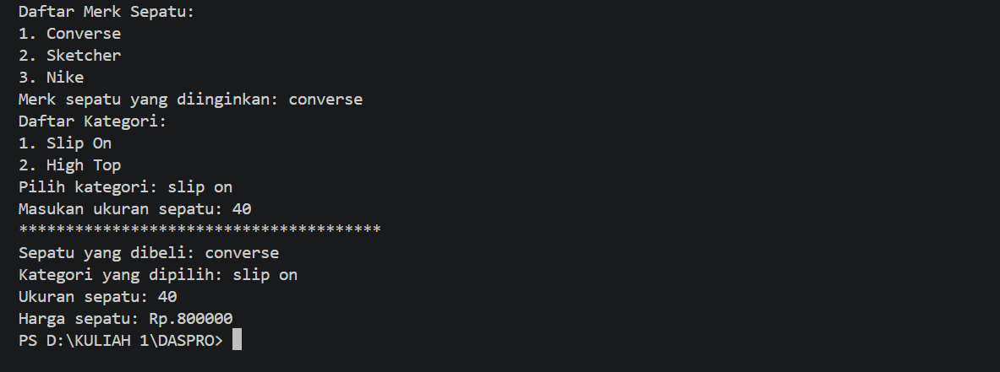 Daftar Merk Sepatu:
1. Converse
2. Sketcher
3. Nike
Merk sepatu yang diinginkan: converse
Daftar Kategori:
1. Slip On
2. High Top
Pilih kategori: slip on
Masukan ukuran sepatu: 40
***************************************
Sepatu yang dibeli: converse
Kategori yang dipilih: slip on
Ukuran sepatu: 40
Harga sepatu: Rp.800000
PS D:\KULIAH 1\DASPRO>